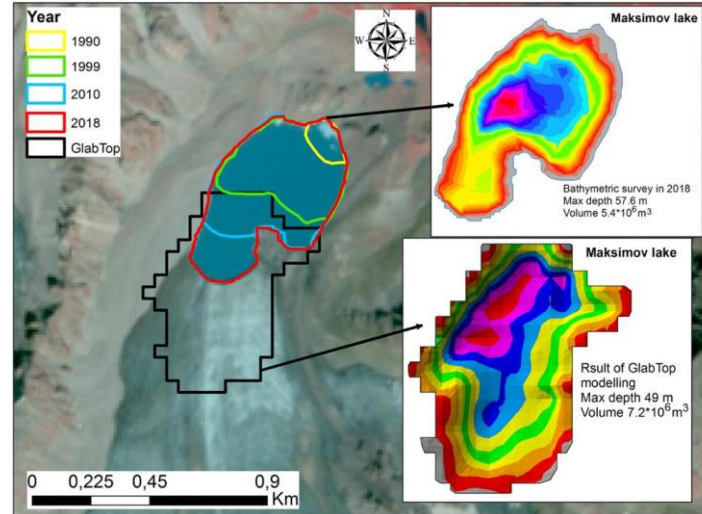 Year
1990
1999
2010
2018
GlabTop
N
W E
S
Maksimov lake
Bathymetric survey in 2018
Max depth 57.6 m
Volume 5.4*10⁶m³
Maksimov lake
Rsult of GlabTop
modelling
Max depth 49 m
Volume 7.2*10⁶m³
0 0,225 0,45 0,9
Km